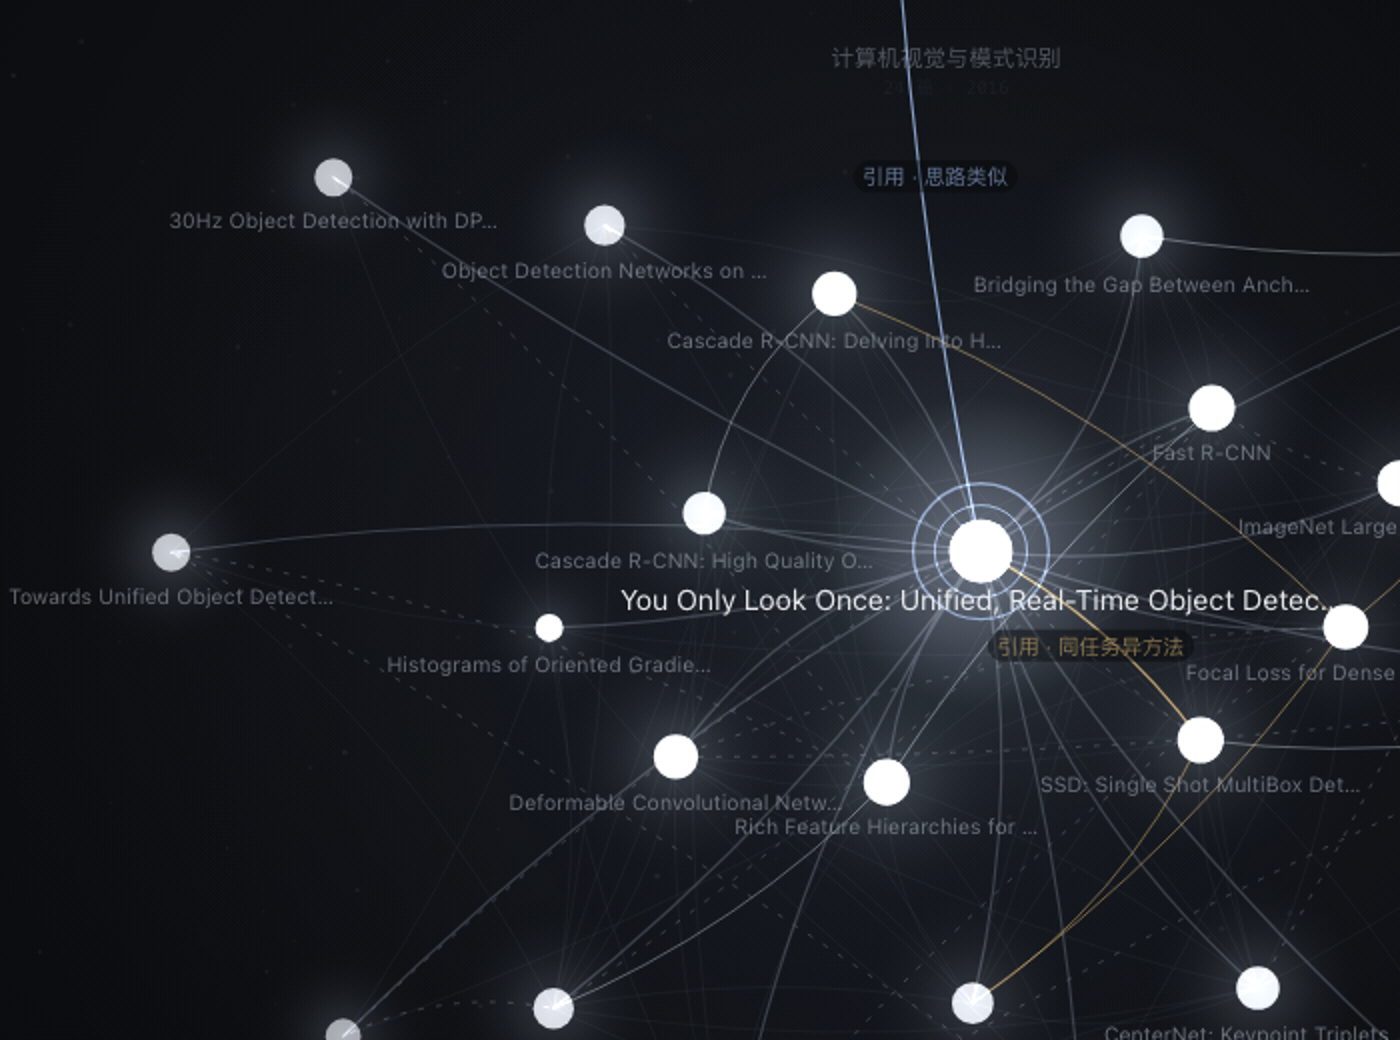 计算机视觉与模式识别
2016
引用 · 思路类似
30Hz Object Detection with DP...
Object Detection Networks on ...
Bridging the Gap Between Anch...
Cascade R-CNN: Delving Into H...
Fast R-CNN
ImageNet Large
Cascade R-CNN: High Quality O...
Towards Unified Object Detect...
You Only Look Once: Unified, Real-Time Object Detec...
引用 · 同任务异方法
Histograms of Oriented Gradie...
Focal Loss for Dense
SSD: Single Shot MultiBox Det...
Deformable Convolutional Netw...
Rich Feature Hierarchies for ...
CenterNet: Keypoint Triplets